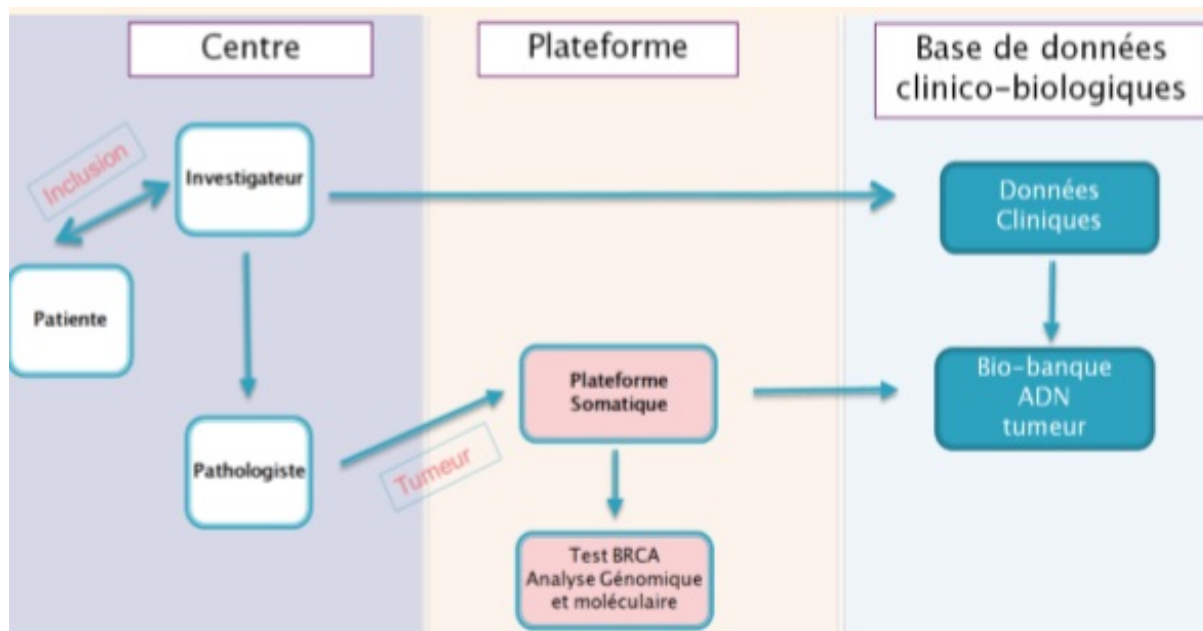 Centre
Plateforme
Base de données
clinico-biologiques
Inclusion
Investigateur
Données
Cliniques
Patiente
Plateforme
Somatique
Bio-banque
ADN
tumeur
Pathologiste
Tumeur
Test BRCA
Analyse Génomique
et moléculaire